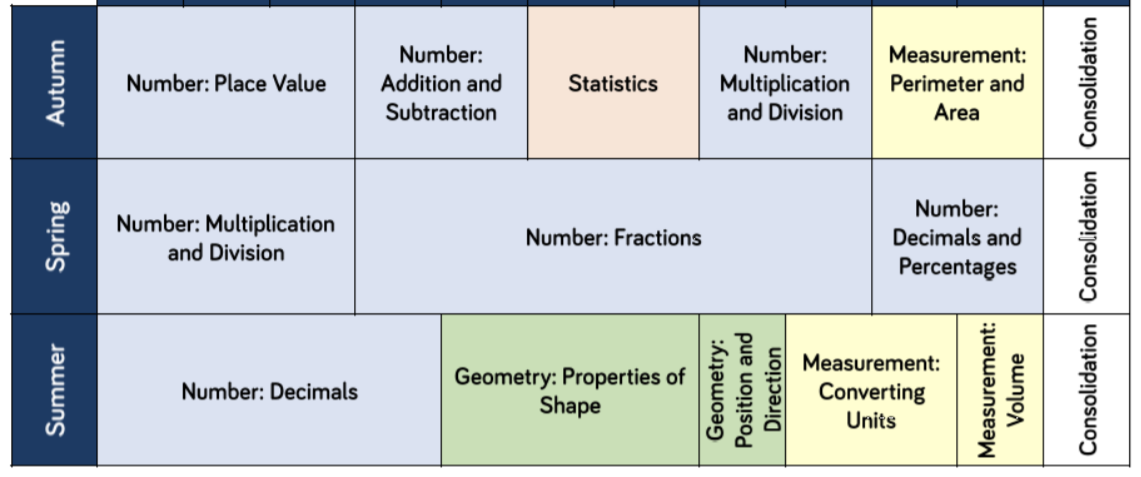 Autumn
Number: Place Value
Number:
Addition and
Subtraction
Statistics
Number:
Multiplication
and Division
Measurement:
Perimeter and
Area
Consolidation
Spring
Number: Multiplication
and Division
Number: Fractions
Number:
Decimals and
Percentages
Consolidation
Summer
Number: Decimals
Geometry: Properties of
Shape
Geometry:
Position and
Direction
Measurement:
Converting
Units
Measurement:
Volume
Consolidation